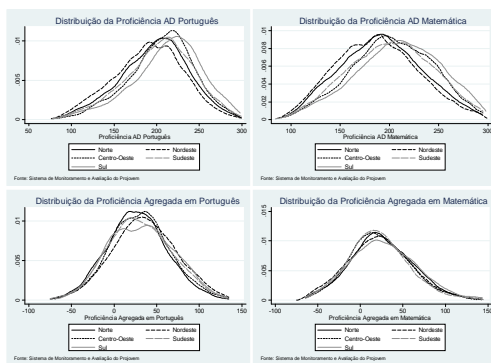 Distribuição da Proficiência AD Português
.01
.005
0
50 100 150 200 250 300
Proficiência AD Português
Norte Nordeste
Centro-Oeste Sudeste
Sul
Fonte: Sistema de Monitoramento e Avaliação do Projovem
Distribuição da Proficiência AD Matemática
.01
.008
.006
.004
.002
0
100 150 200 250 300
Proficiência AD Matemática
Norte Nordeste
Centro-Oeste Sudeste
Sul
Fonte: Sistema de Monitoramento e Avaliação do Projovem
Distribuição da Proficiência Agregada em Português
.01
.005
0
-100 -50 0 50 100 150
Proficiência Agregada em Português
Norte Nordeste
Centro-Oeste Sudeste
Sul
Fonte: Sistema de Monitoramento e Avaliação do Projovem
Distribuição da Proficiência Agregada em Matemática
.015
.01
.005
0
-100 -50 0 50 100 150
Proficiência Agregada em Matemática
Norte Nordeste
Centro-Oeste Sudeste
Sul
Fonte: Sistema de Monitoramento e Avaliação do Projovem